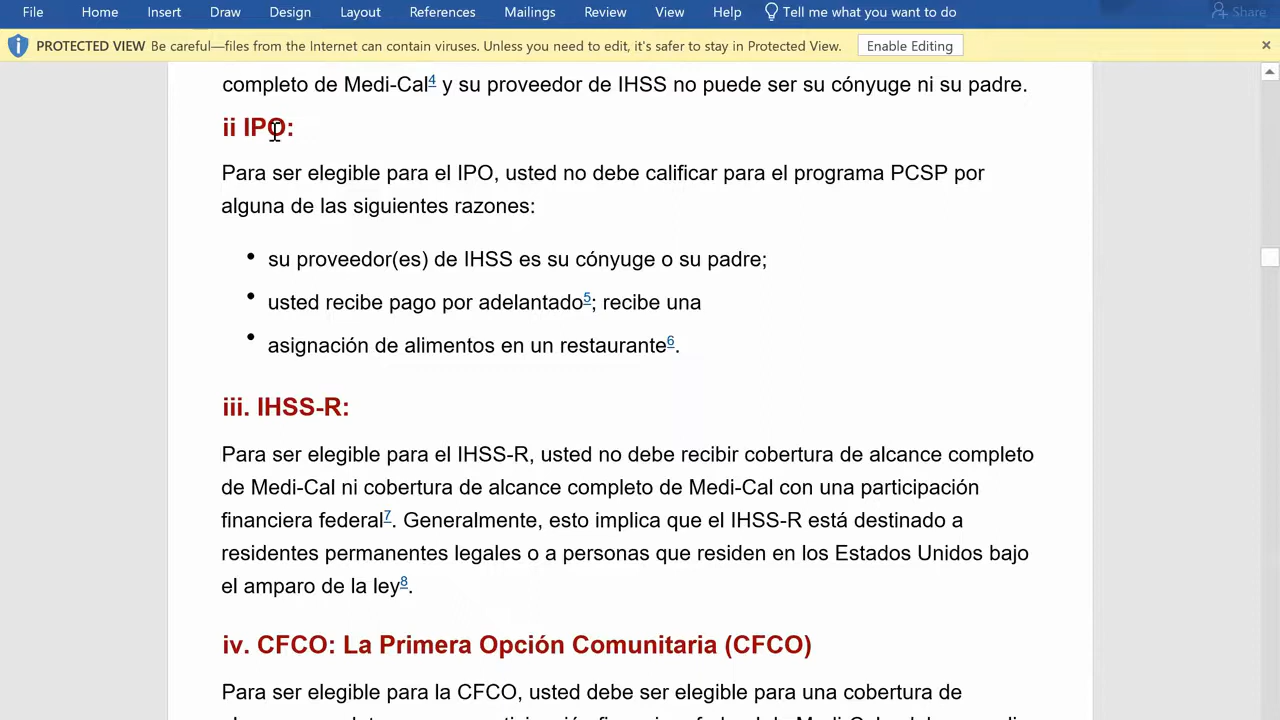 File Home Insert Draw Design Layout References Mailings Review View Help Tell me what you want to do Share
PROTECTED VIEW Be careful—files from the Internet can contain viruses. Unless you need to edit, it's safer to stay in Protected View. Enable Editing
completo de Medi-Cal4 y su proveedor de IHSS no puede ser su cónyuge ni su padre.
ii IPO:
Para ser elegible para el IPO, usted no debe calificar para el programa PCSP por
alguna de las siguientes razones:
• su proveedor(es) de IHSS es su cónyuge o su padre;
• usted recibe pago por adelantado5; recibe una
• asignación de alimentos en un restaurante6.
iii. IHSS-R:
Para ser elegible para el IHSS-R, usted no debe recibir cobertura de alcance completo
de Medi-Cal ni cobertura de alcance completo de Medi-Cal con una participación
financiera federal7. Generalmente, esto implica que el IHSS-R está destinado a
residentes permanentes legales o a personas que residen en los Estados Unidos bajo
el amparo de la ley8.
iv. CFCO: La Primera Opción Comunitaria (CFCO)
Para ser elegible para la CFCO, usted debe ser elegible para una cobertura de